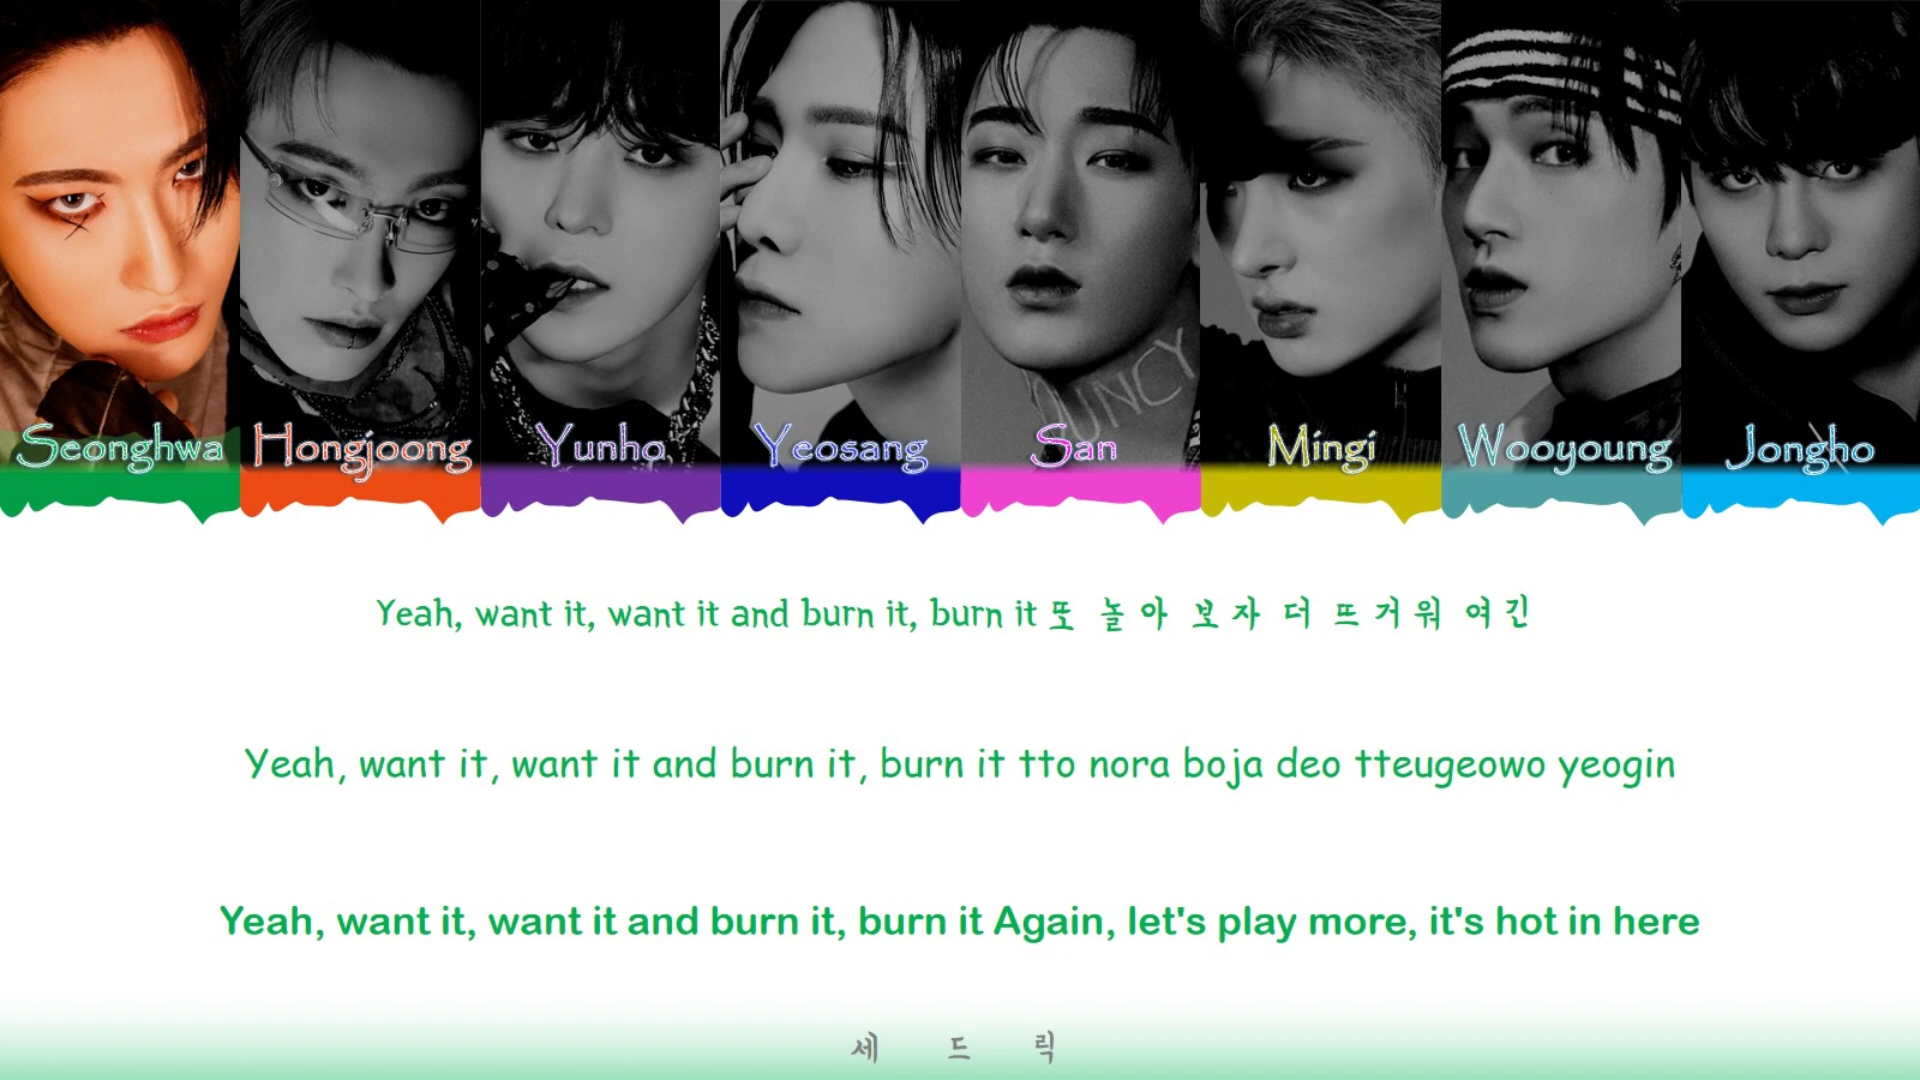 UNCY
Seonghwa Hongjoong Yunho Yeosang San Mingi Wooyoung Jongho
Yeah, want it, want it and burn it, burn it 또 놀아 보자 더 뜨거워 여긴
Yeah, want it, want it and burn it, burn it tto nora boja deo tteugeowo yeogin
Yeah, want it, want it and burn it, burn it Again, let's play more, it's hot in here
세 드 릭